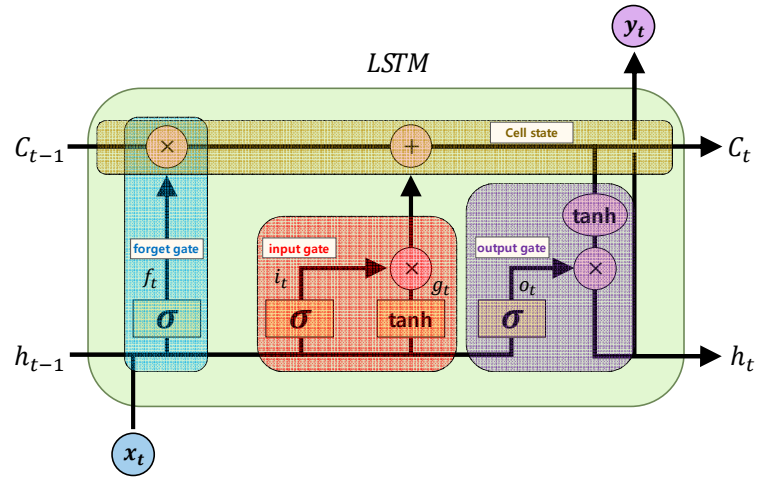 y_t
LSTM
C_{t−1}
×
+
Cell state
C_t
tanh
forget gate
input gate
output gate
f_t
i_t
×
g_t
o_t
×
σ
σ
tanh
σ
h_{t−1}
h_t
x_t